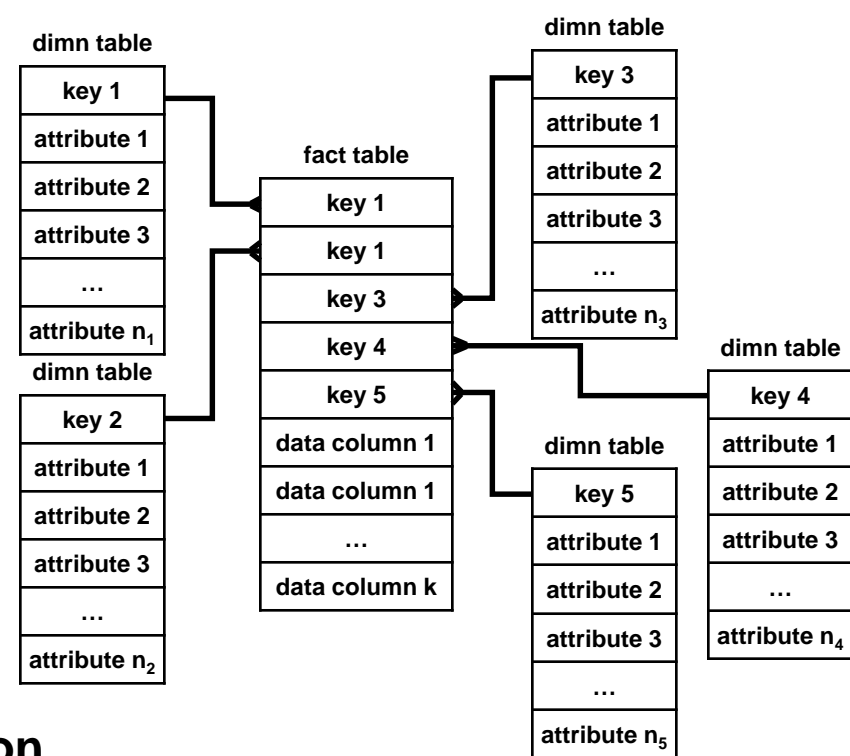 dimn table
key 1
attribute 1
attribute 2
attribute 3
…
attribute n₁
dimn table
key 2
attribute 1
attribute 2
attribute 3
…
attribute n₂
fact table
key 1
key 1
key 3
key 4
key 5
data column 1
data column 1
…
data column k
dimn table
key 3
attribute 1
attribute 2
attribute 3
…
attribute n₃
dimn table
key 4
attribute 1
attribute 2
attribute 3
…
attribute n₄
dimn table
key 5
attribute 1
attribute 2
attribute 3
…
attribute n₅
on